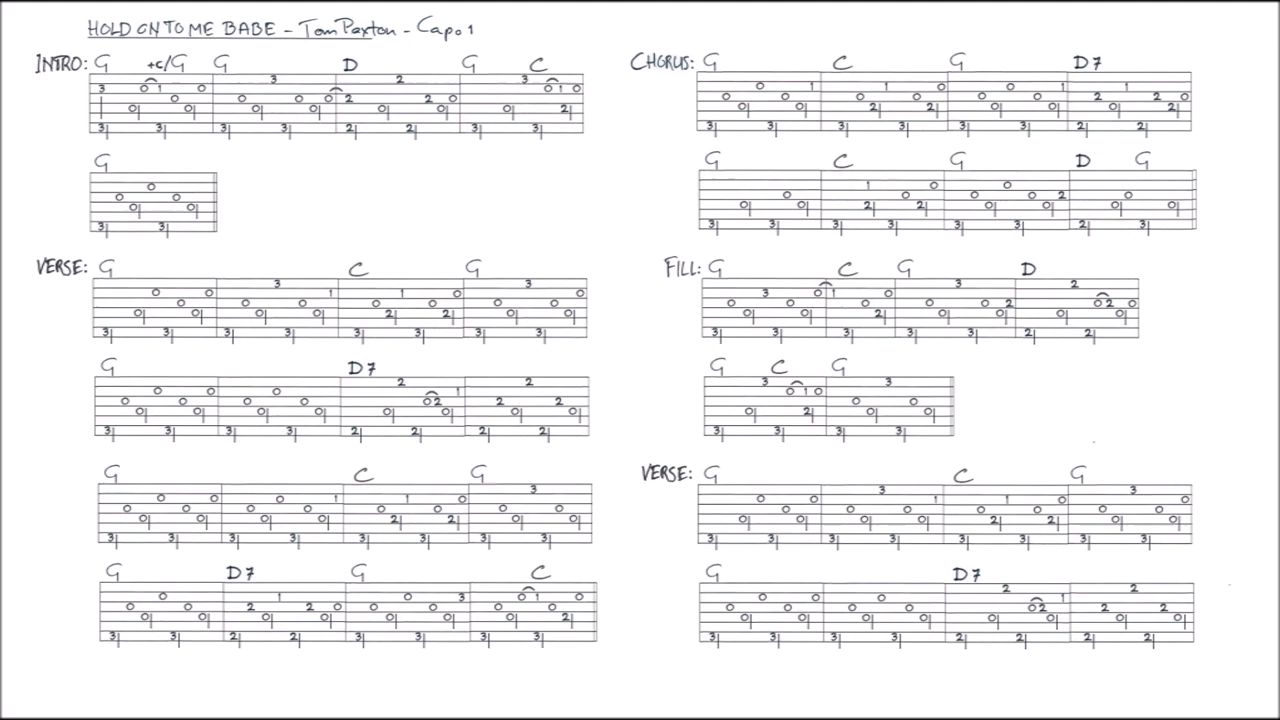 HOLD ON TO ME BABE - Tom Paxton - Capo 1
INTRO: G +C/G G D G C
G
VERSE: G C G
G D7
G C G
G D7 G C
CHORUS: G C G D7
G C G D G
FILL: G C G D
G C G
VERSE: G C G
G D7